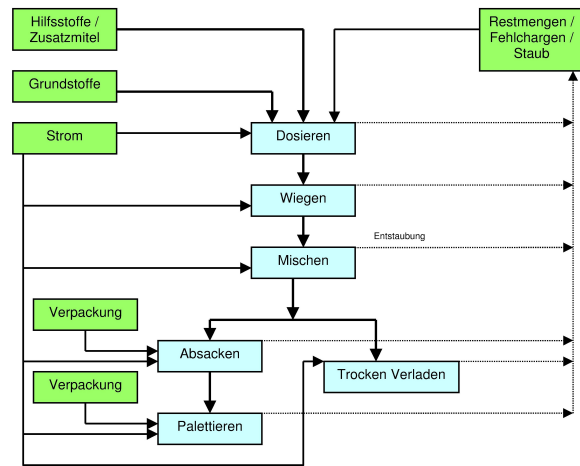 Hilfsstoffe /
Zusatzmitel
Restmengen /
Fehlchargen /
Staub
Grundstoffe
Strom
Dosieren
Wiegen
Entstaubung
Mischen
Verpackung
Absacken
Trocken Verladen
Verpackung
Palettieren